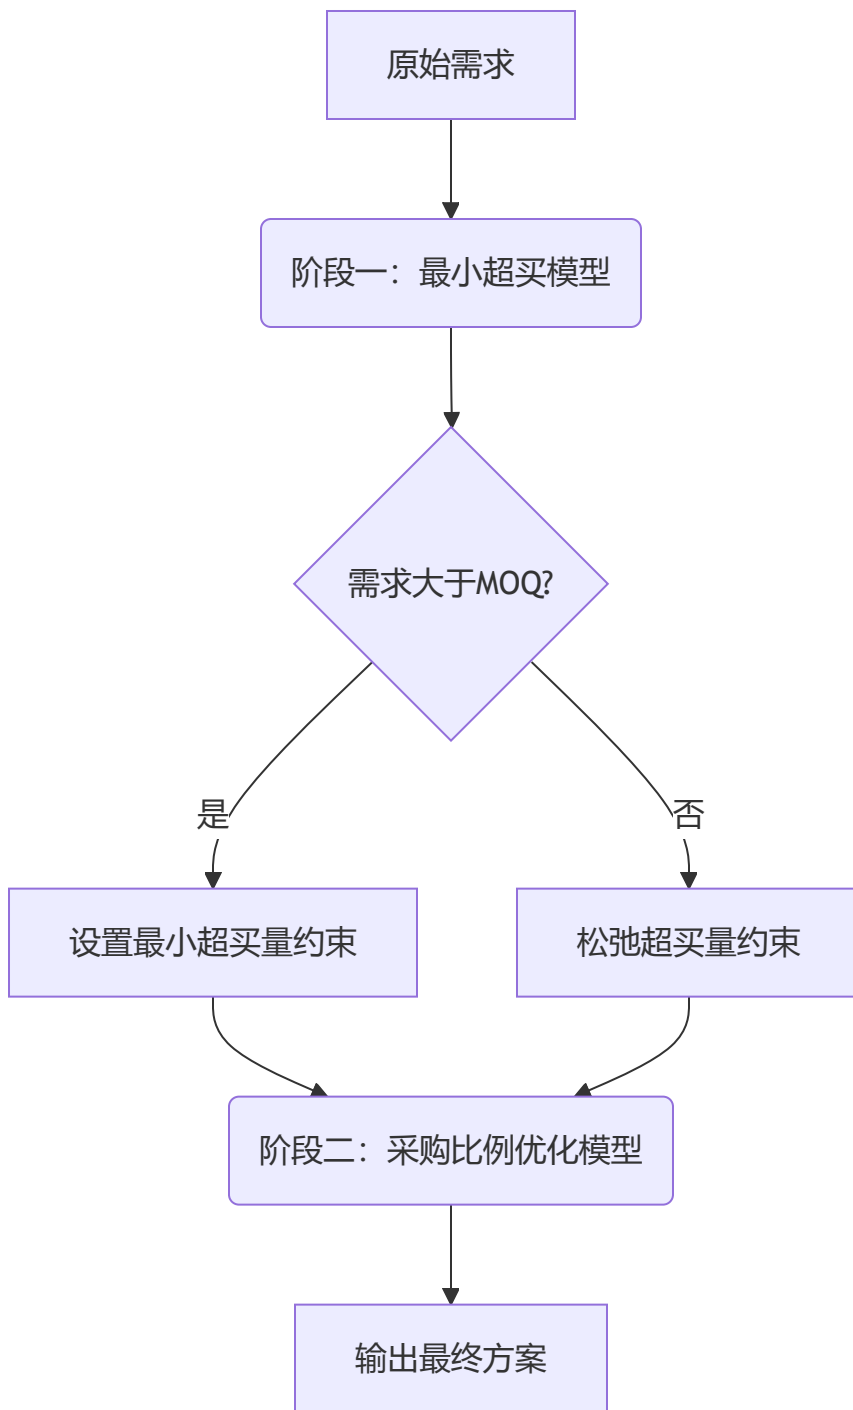 原始需求
阶段一：最小超买模型
需求大于MOQ?
是
否
设置最小超买量约束
松弛超买量约束
阶段二：采购比例优化模型
输出最终方案